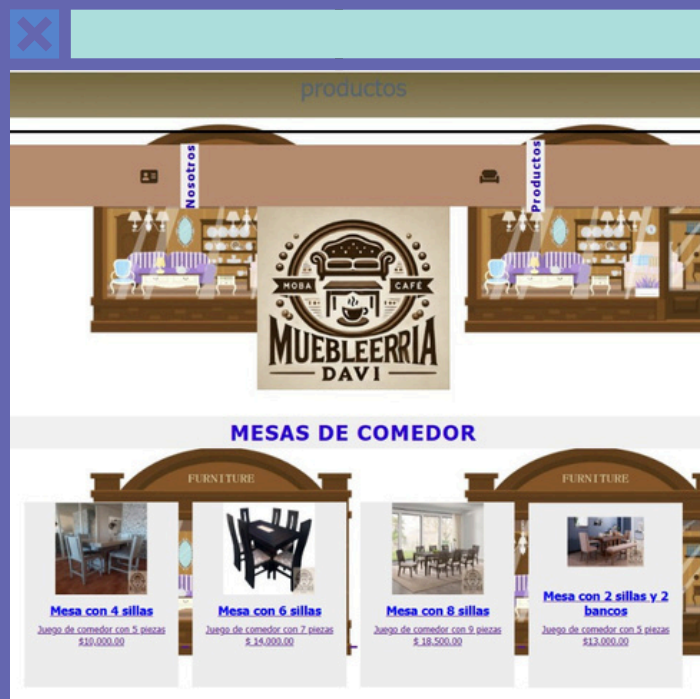 productos
Nosotros
Productos
MOBA CAFÉ
MUEBLEERRIA
DAVI
MESAS DE COMEDOR
FURNITURE
FURNITURE
Mesa con 4 sillas
Juego de comedor con 5 piezas
$10,000.00
Mesa con 6 sillas
Juego de comedor con 7 piezas
$ 14,000.00
Mesa con 8 sillas
Juego de comedor con 9 piezas
$ 18,500.00
Mesa con 2 sillas y 2
bancos
Juego de comedor con 5 piezas
$13,000.00